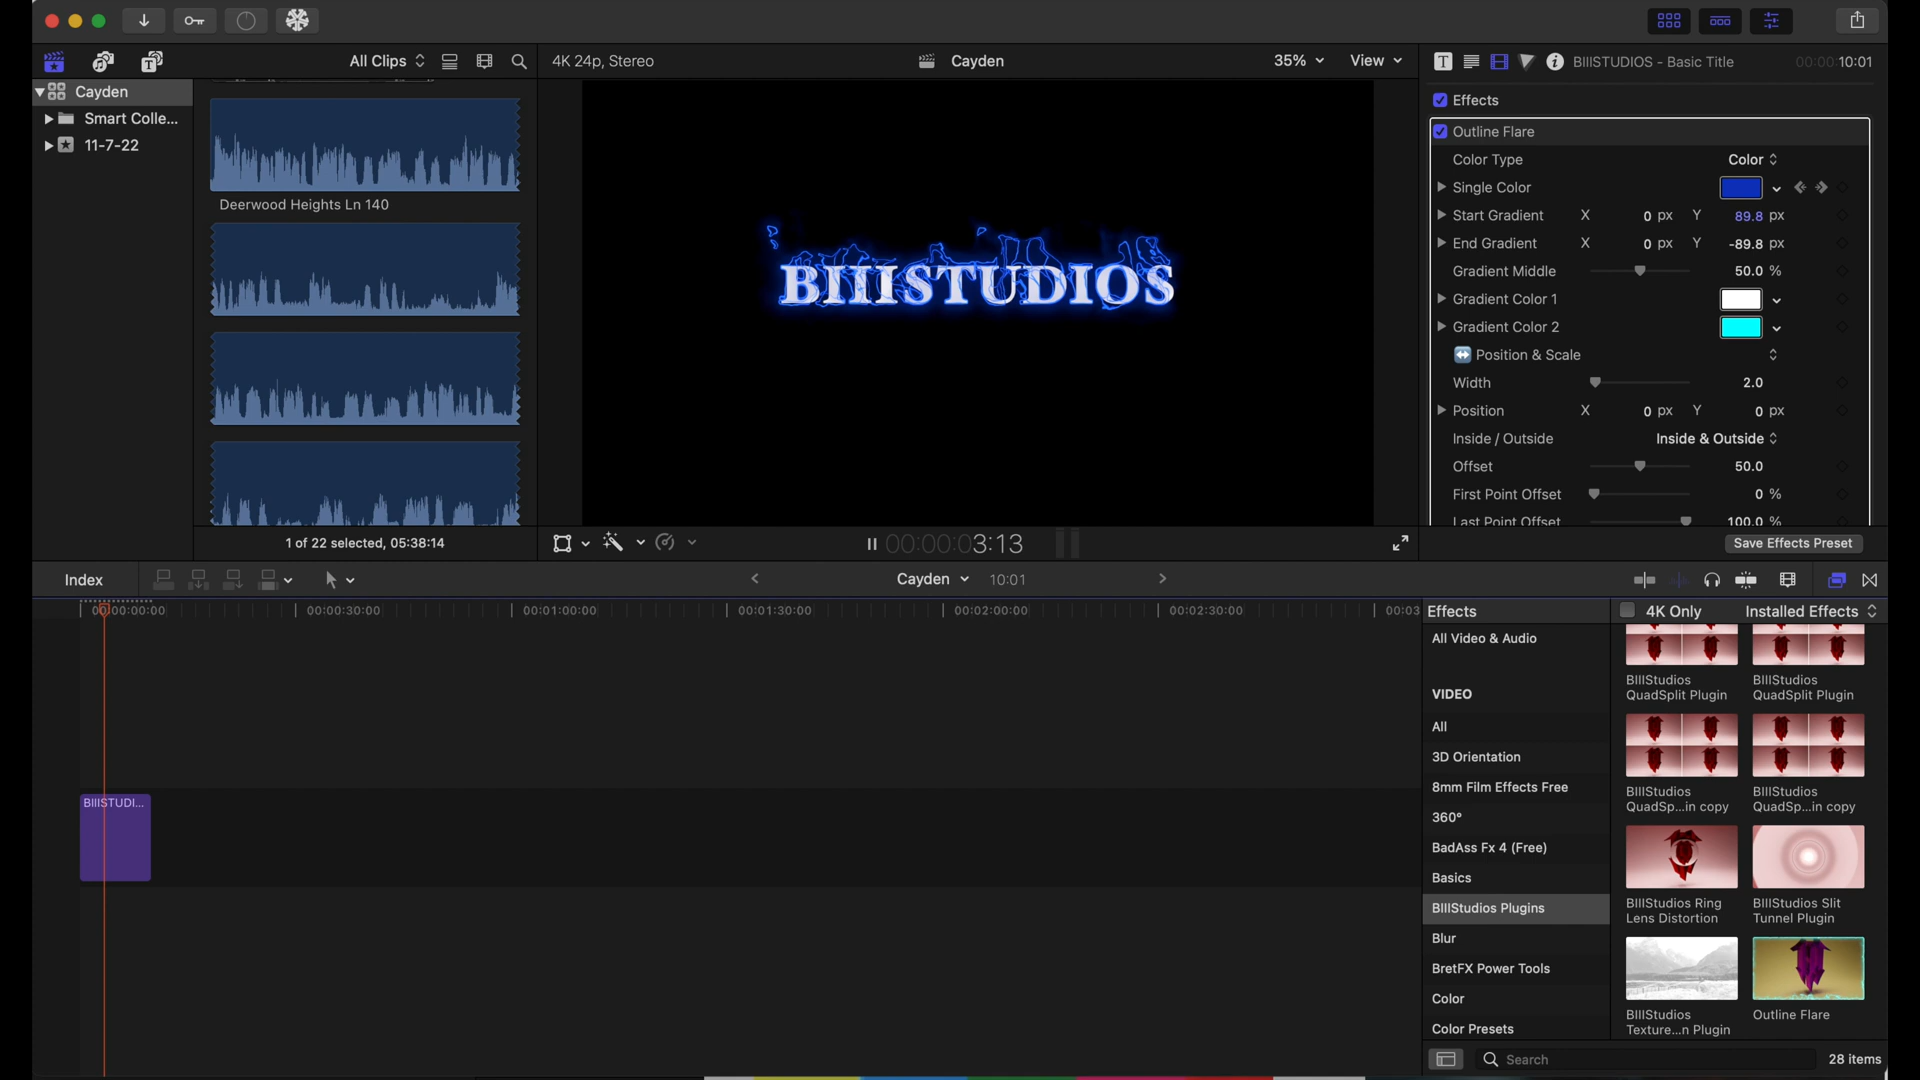 All Clips
4K 24p, Stereo
Cayden
35%
View
BIIISTUDIOS - Basic Title
00:00:10:01
Cayden
Smart Colle...
11-7-22
Deerwood Heights Ln 140
1 of 22 selected, 05:38:14
BIIISTUDIOS
00:00:03:13
Effects
Outline Flare
Color Type
Color
Single Color
Start Gradient X 0 px Y 89.8 px
End Gradient X 0 px Y -89.8 px
Gradient Middle 50.0 %
Gradient Color 1
Gradient Color 2
Position & Scale
Width 2.0
Position X 0 px Y 0 px
Inside / Outside Inside & Outside
Offset 50.0
First Point Offset 0 %
Last Point Offset 100.0 %
Save Effects Preset
Index
Cayden
10:01
00:00:00:00
00:00:30:00
00:01:00:00
00:01:30:00
00:02:00:00
00:02:30:00
00:03
BIIISTUDI...
Effects
4K Only
Installed Effects
All Video & Audio
VIDEO
All
3D Orientation
8mm Film Effects Free
360°
BadAss Fx 4 (Free)
Basics
BIIIStudios Plugins
Blur
BretFX Power Tools
Color
Color Presets
BIIIStudios
QuadSplit Plugin
BIIIStudios
QuadSplit Plugin
BIIIStudios
QuadSp...in copy
BIIIStudios
QuadSp...in copy
BIIIStudios Ring
Lens Distortion
BIIIStudios Slit
Tunnel Plugin
BIIIStudios
Texture...n Plugin
Outline Flare
Search
28 items